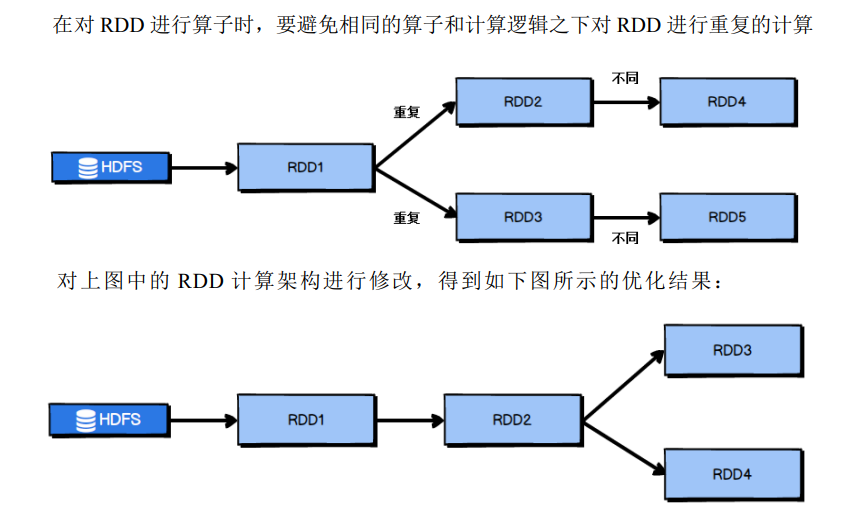 在对 RDD 进行算子时，要避免相同的算子和计算逻辑之下对 RDD 进行重复的计算
不同
RDD2
RDD4
重复
HDFS
RDD1
重复
RDD3
RDD5
不同
对上图中的 RDD 计算架构进行修改，得到如下图所示的优化结果：
RDD3
HDFS
RDD1
RDD2
RDD4